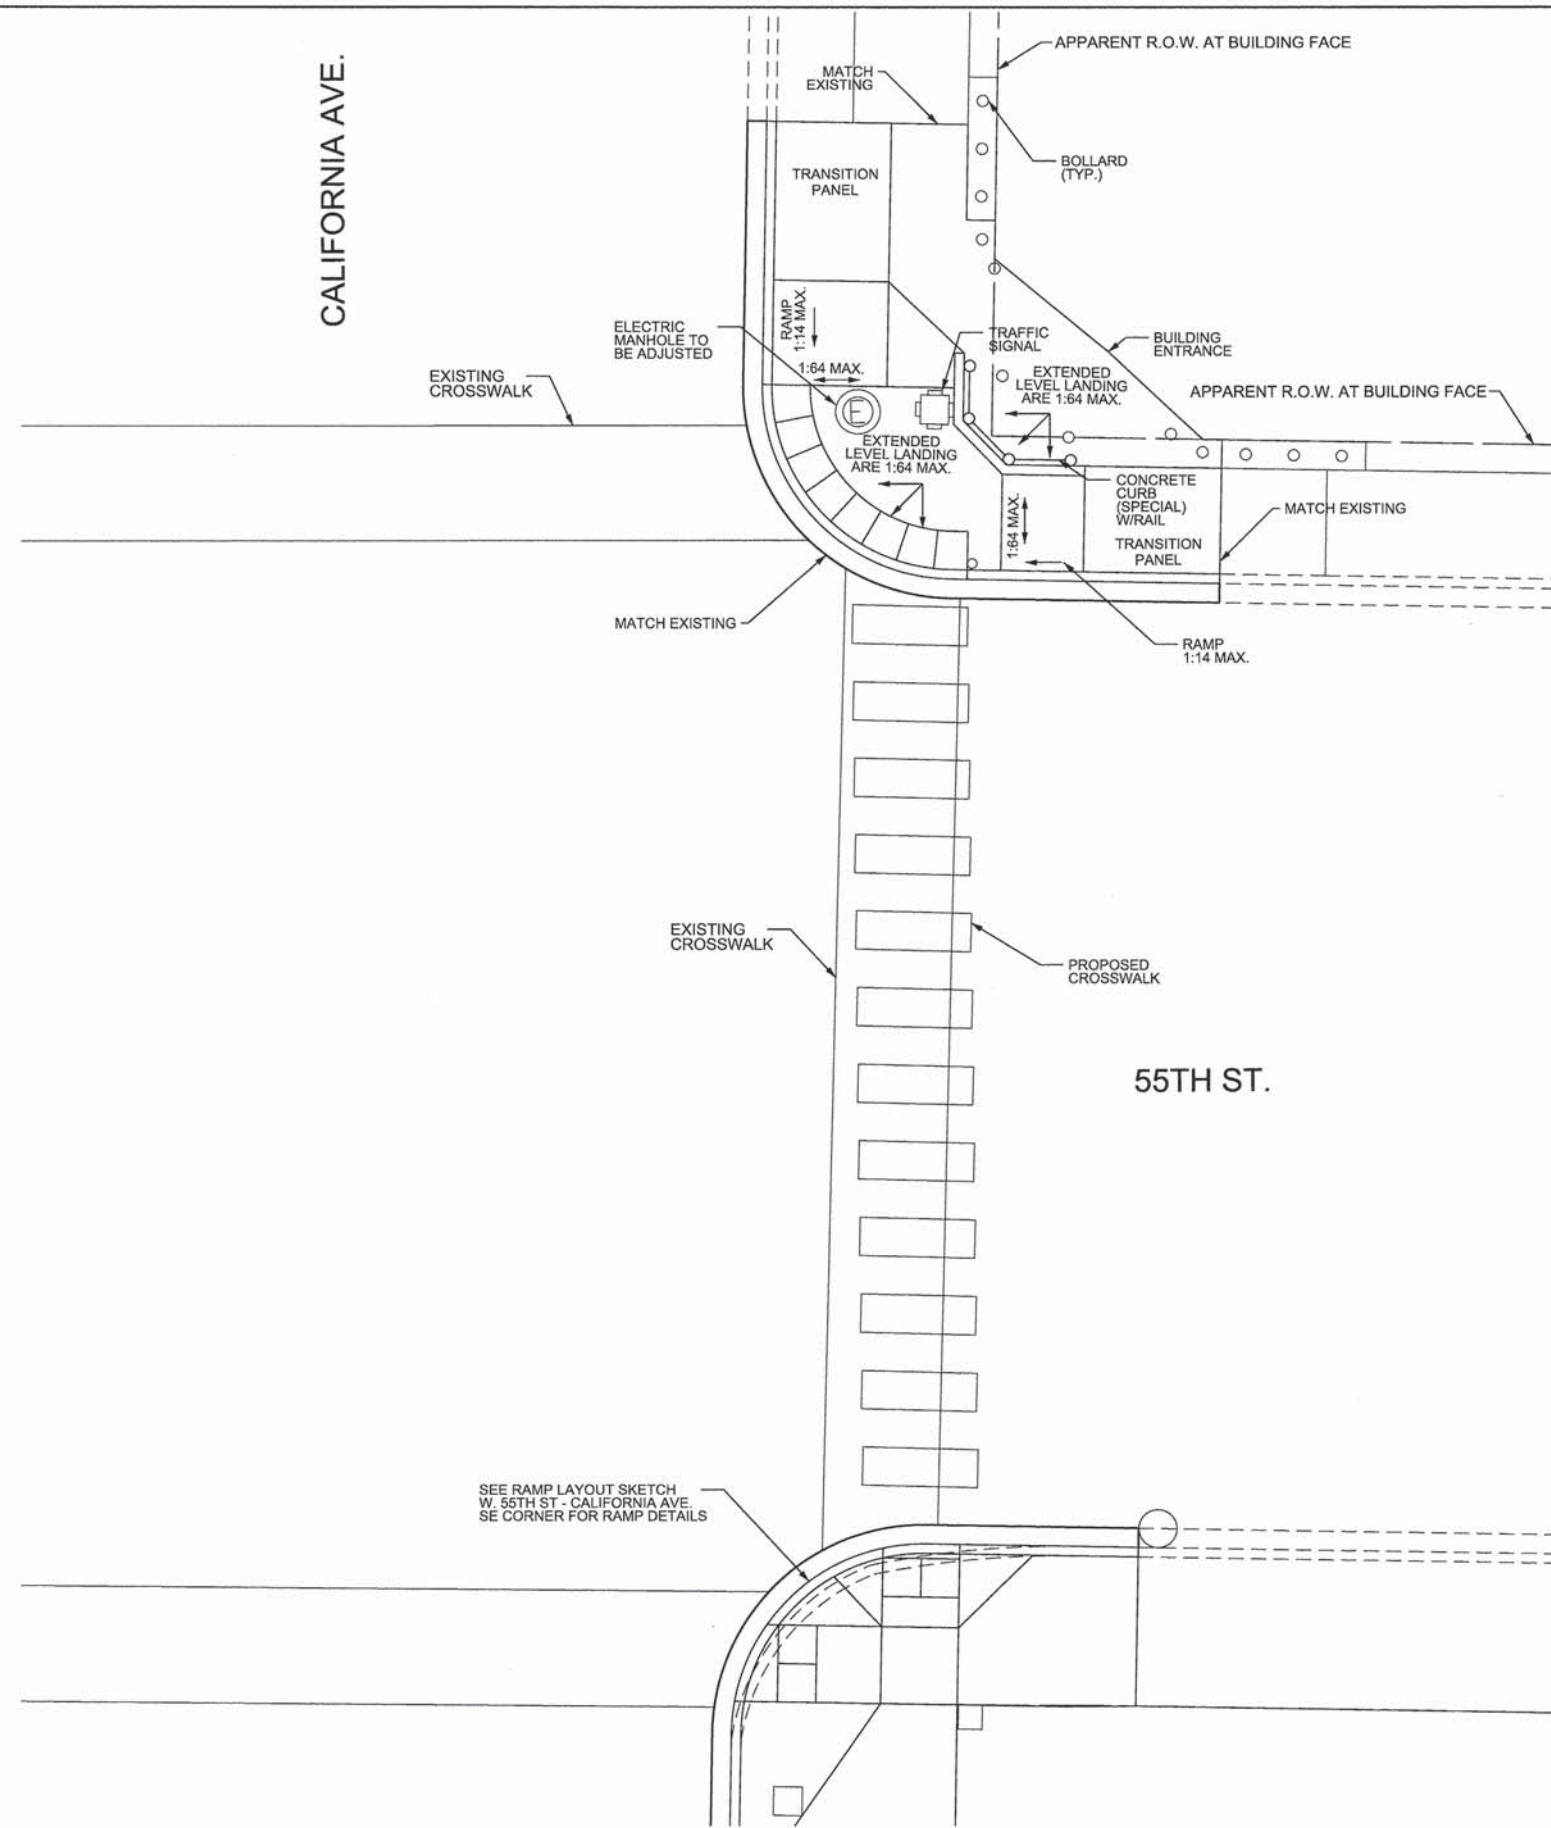 CALIFORNIA AVE.
APPARENT R.O.W. AT BUILDING FACE
MATCH
EXISTING
BOLLARD
(TYP.)
TRANSITION
PANEL
RAMP
1:14 MAX.
ELECTRIC
MANHOLE TO
BE ADJUSTED
TRAFFIC
SIGNAL
BUILDING
ENTRANCE
1:64 MAX.
EXISTING
CROSSWALK
EXTENDED
LEVEL LANDING
ARE 1:64 MAX.
APPARENT R.O.W. AT BUILDING FACE
E
EXTENDED
LEVEL LANDING
ARE 1:64 MAX.
CONCRETE
CURB
(SPECIAL)
W/RAIL
1:64 MAX.
MATCH EXISTING
TRANSITION
PANEL
MATCH EXISTING
RAMP
1:14 MAX.
EXISTING
CROSSWALK
PROPOSED
CROSSWALK
55TH ST.
SEE RAMP LAYOUT SKETCH
W. 55TH ST - CALIFORNIA AVE.
SE CORNER FOR RAMP DETAILS